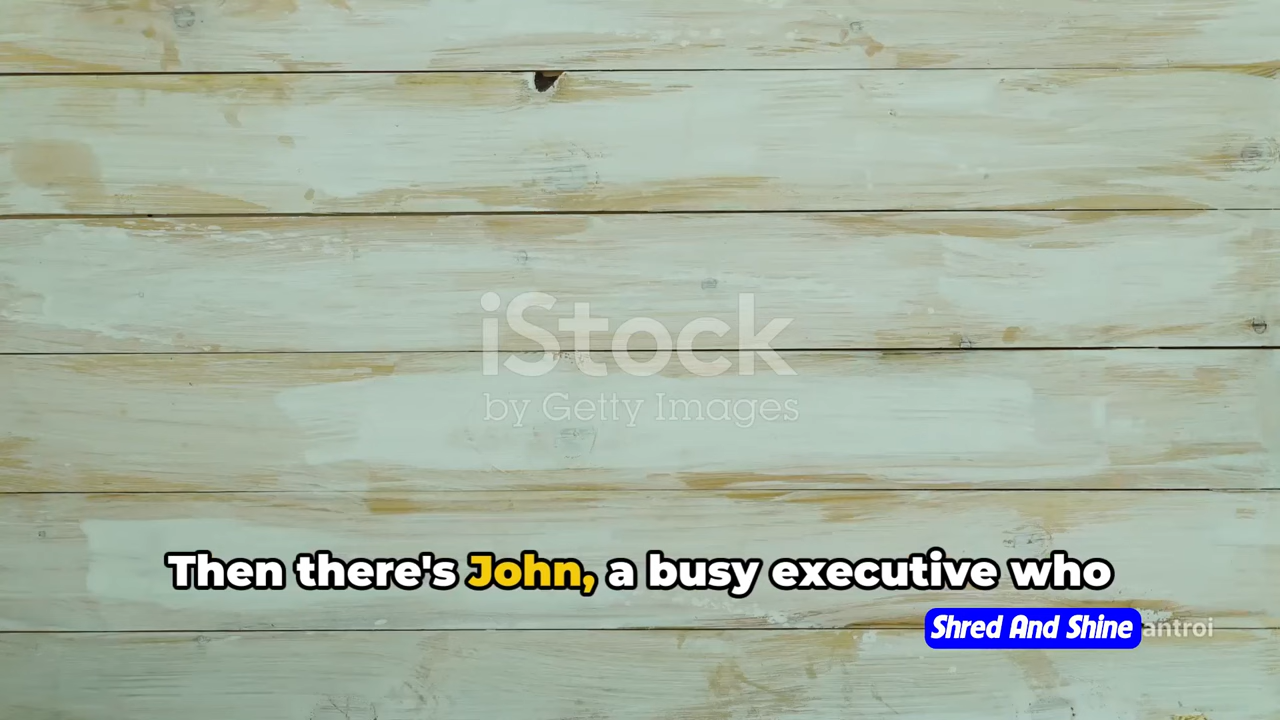 iStock
by Getty Images
Then there's John, a busy executive who
Shred And Shine
antroi